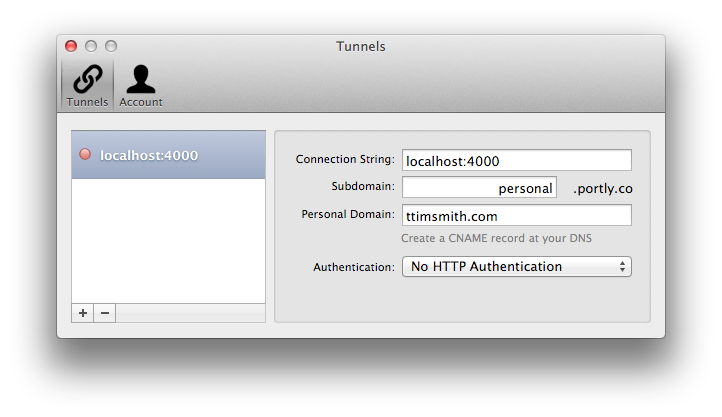 Tunnels
Tunnels Account
localhost:4000
Connection String: localhost:4000
Subdomain: personal .portly.co
Personal Domain: ttimsmith.com
Create a CNAME record at your DNS
Authentication: No HTTP Authentication
+ −